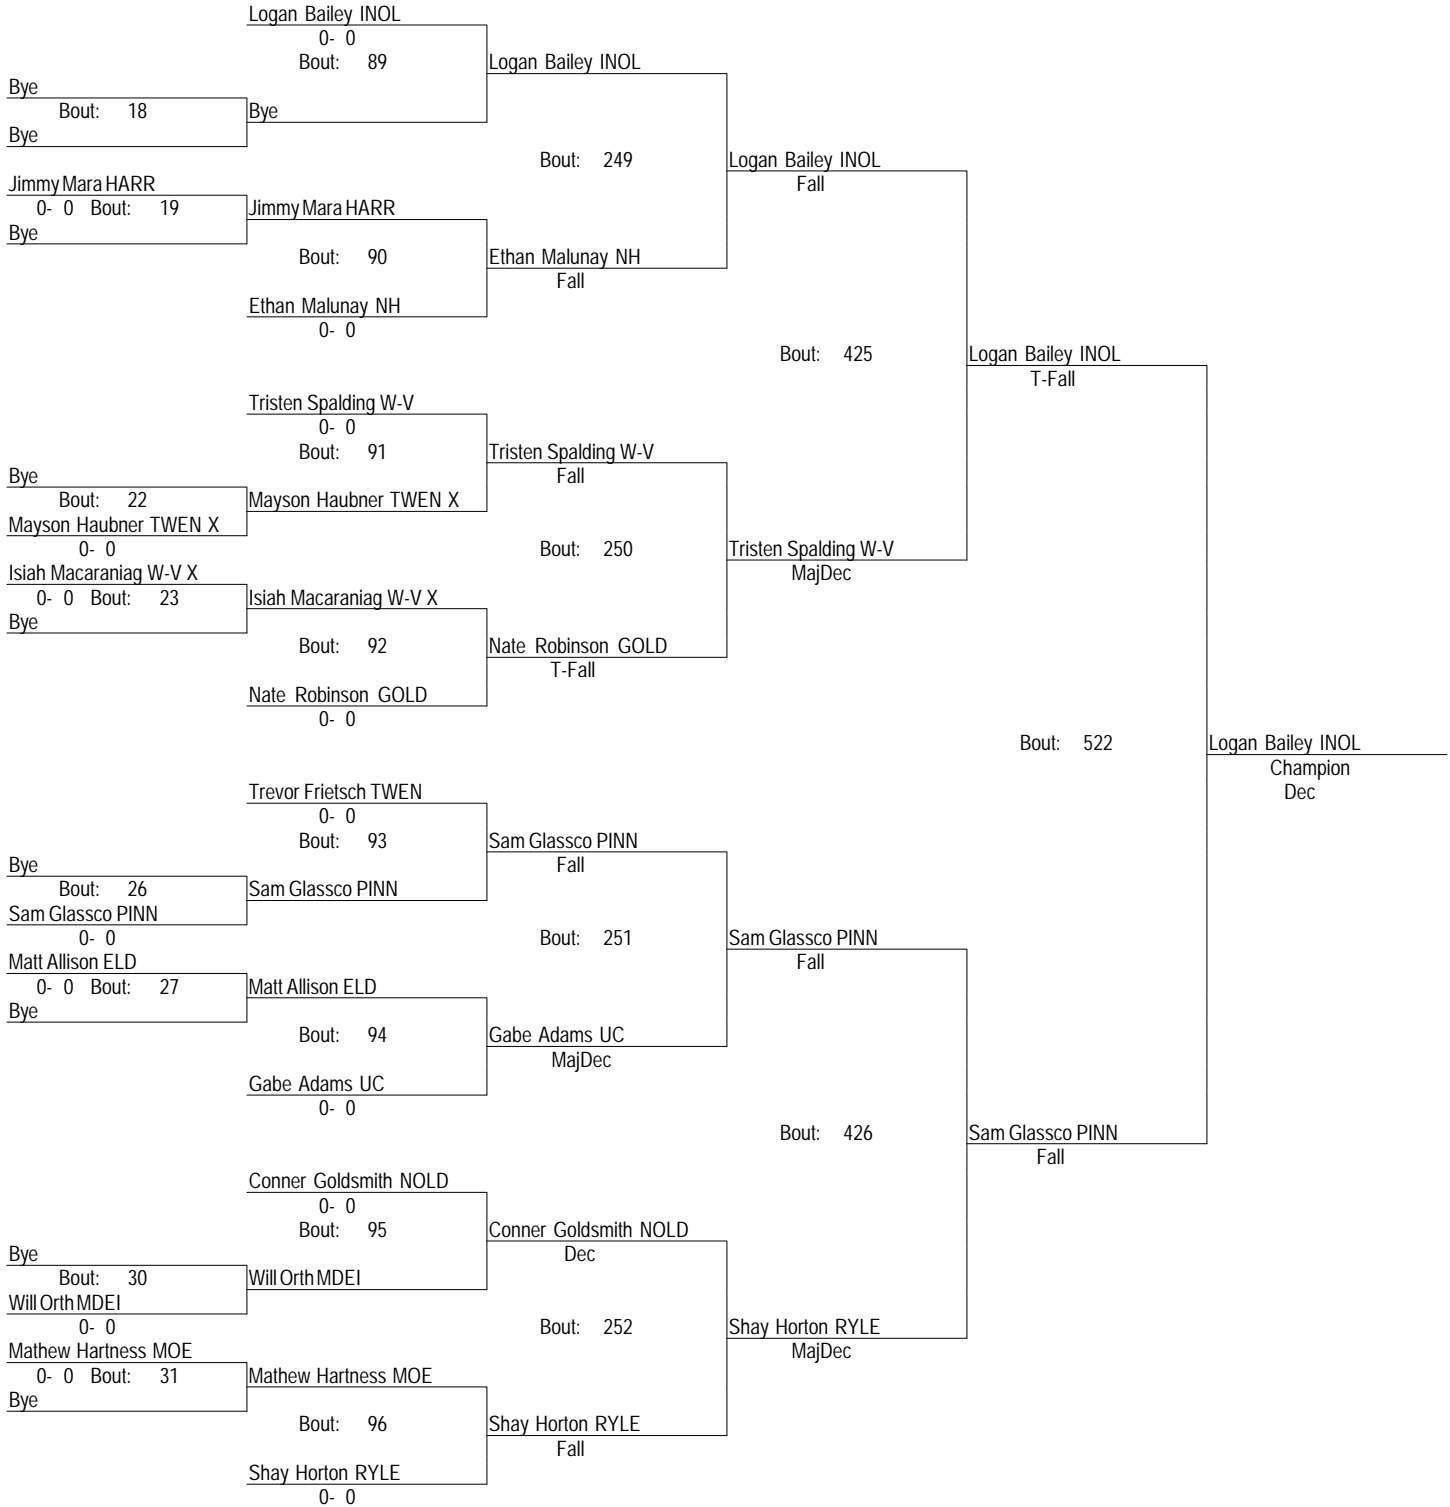 Logan Bailey INOL
0- 0
Bout: 89
Logan Bailey INOL
Bye
Bout: 18
Bye
Bye
Bout: 249
Logan Bailey INOL
Fall
Jimmy Mara HARR
0- 0 Bout: 19
Jimmy Mara HARR
Bye
Bout: 90
Ethan Malunay NH
Fall
Ethan Malunay NH
0- 0
Bout: 425
Logan Bailey INOL
T-Fall
Tristen Spalding W-V
0- 0
Bout: 91
Tristen Spalding W-V
Fall
Bye
Bout: 22
Mayson Haubner TWEN X
Mayson Haubner TWEN X
0- 0
Bout: 250
Tristen Spalding W-V
MajDec
Isiah Macaraniag W-V X
0- 0 Bout: 23
Isiah Macaraniag W-V X
Bye
Bout: 92
Nate Robinson GOLD
T-Fall
Nate Robinson GOLD
0- 0
Bout: 522
Logan Bailey INOL
Champion
Dec
Trevor Frietsch TWEN
0- 0
Bout: 93
Sam Glassco PINN
Fall
Bye
Bout: 26
Sam Glassco PINN
Sam Glassco PINN
0- 0
Bout: 251
Sam Glassco PINN
Fall
Matt Allison ELD
0- 0 Bout: 27
Matt Allison ELD
Bye
Bout: 94
Gabe Adams UC
MajDec
Gabe Adams UC
0- 0
Bout: 426
Sam Glassco PINN
Fall
Conner Goldsmith NOLD
0- 0
Bout: 95
Conner Goldsmith NOLD
Dec
Bye
Bout: 30
Will Orth MDEI
Will Orth MDEI
0- 0
Bout: 252
Shay Horton RYLE
MajDec
Mathew Hartness MOE
0- 0 Bout: 31
Mathew Hartness MOE
Bye
Bout: 96
Shay Horton RYLE
Fall
Shay Horton RYLE
0- 0